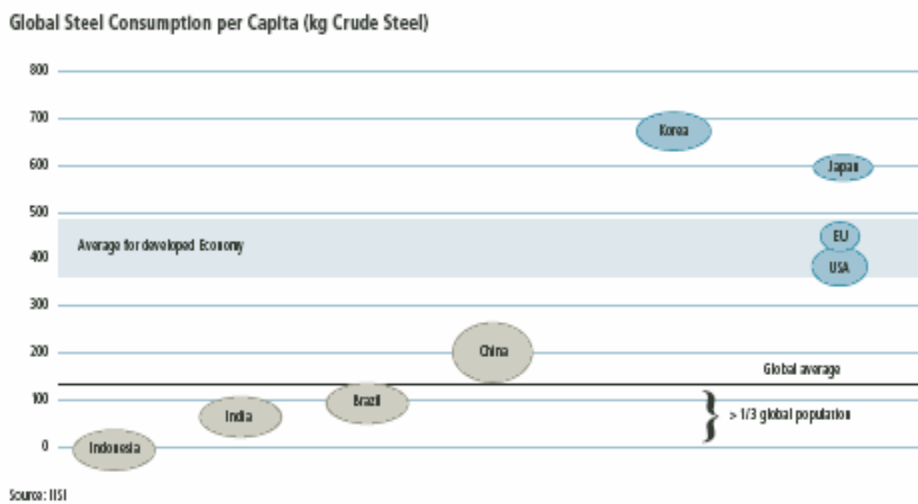 Global Steel Consumption per Capita (kg Crude Steel)
800
700
Korea
600
Japan
500
Average for developed Economy
EU
400
USA
300
200
China
Global average
100
Brazil
> 1/3 global population
India
0
Indonesia
Source: IISI